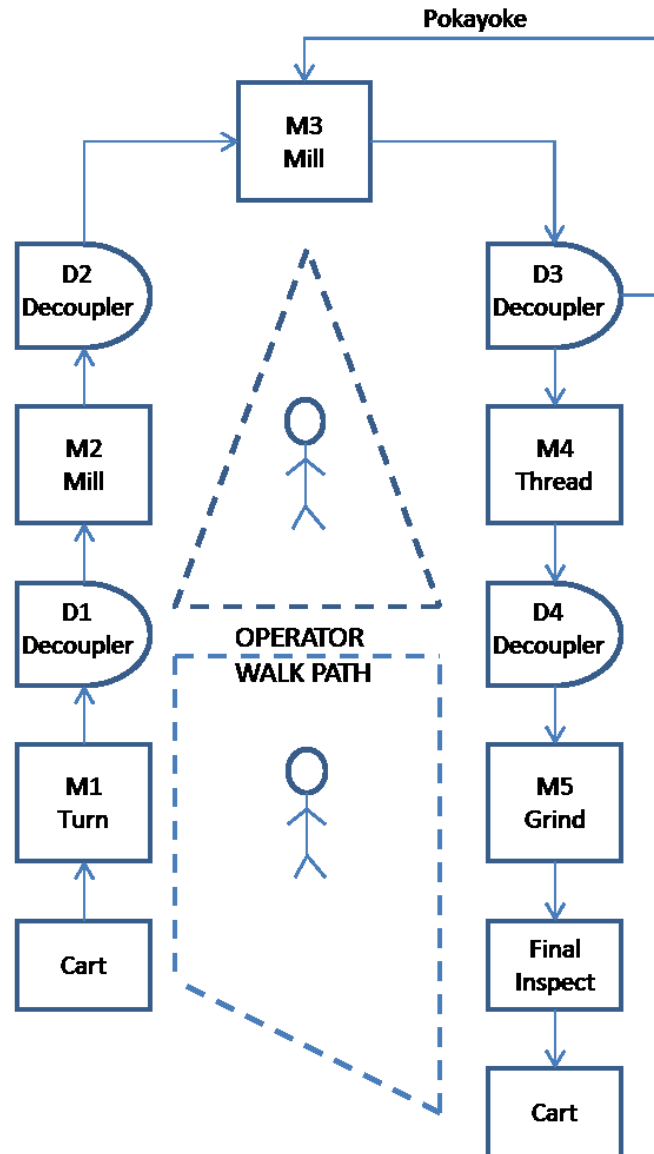 Pokayoke
M3
Mill
D2
Decoupler
D3
Decoupler
M2
Mill
M4
Thread
D1
Decoupler
OPERATOR
WALK PATH
D4
Decoupler
M1
Turn
M5
Grind
Cart
Final
Inspect
Cart